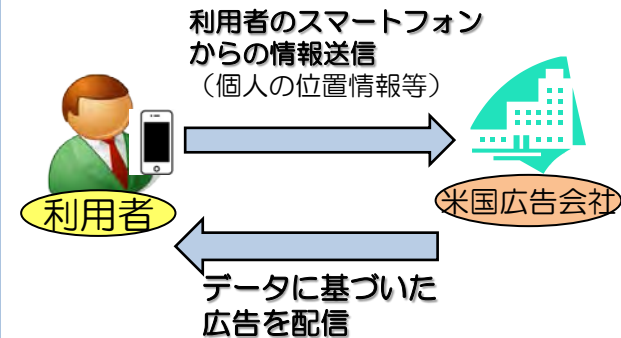 利用者のスマートフォン
からの情報送信
（個人の位置情報等）
利用者
米国広告会社
データに基づいた
広告を配信